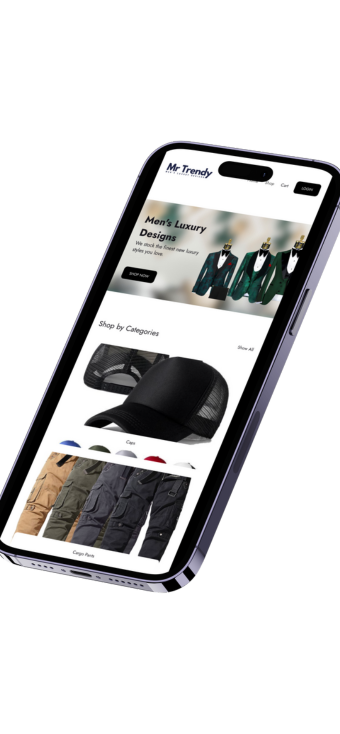 Mr Trendy
Shop
Cart
LOGIN
Men's Luxury
Designs
We stock the finest new luxury
styles you love.
SHOP NOW
Shop by Categories
Show All
Caps
Cargo Pants